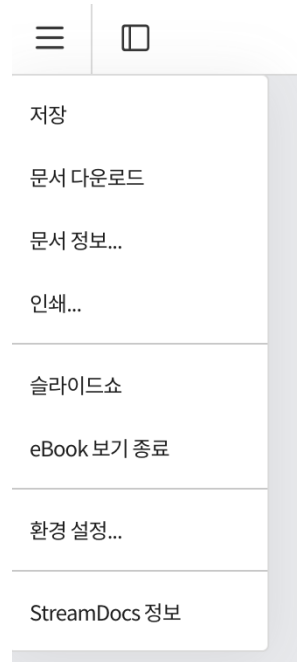 저장
문서 다운로드
문서 정보...
인쇄...
슬라이드쇼
eBook 보기 종료
환경 설정...
StreamDocs 정보